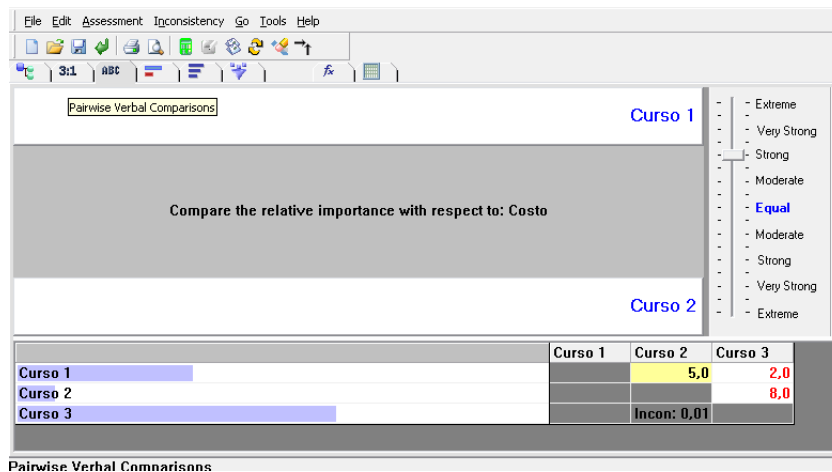 File Edit Assessment Inconsistency Go Tools Help
3:1 ABC fx
Pairwise Verbal Comparisons
Curso 1
Compare the relative importance with respect to: Costo
Curso 2
Extreme
Very Strong
Strong
Moderate
Equal
Moderate
Strong
Very Strong
Extreme
Curso 1 Curso 2 Curso 3
Curso 1 5,0 2,0
Curso 2 8,0
Curso 3 Incon: 0,01
Pairwise Verbal Comparisons